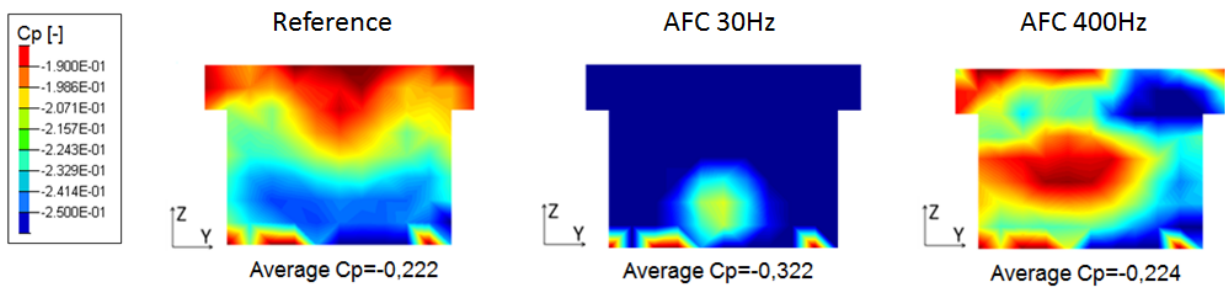 Reference
AFC 30Hz
AFC 400Hz
Cp [-]
-1.900E-01
-1.986E-01
-2.071E-01
-2.157E-01
-2.243E-01
-2.329E-01
-2.414E-01
-2.500E-01
Z
Y
Z
Y
Z
Y
Average Cp=-0,222
Average Cp=-0,322
Average Cp=-0,224